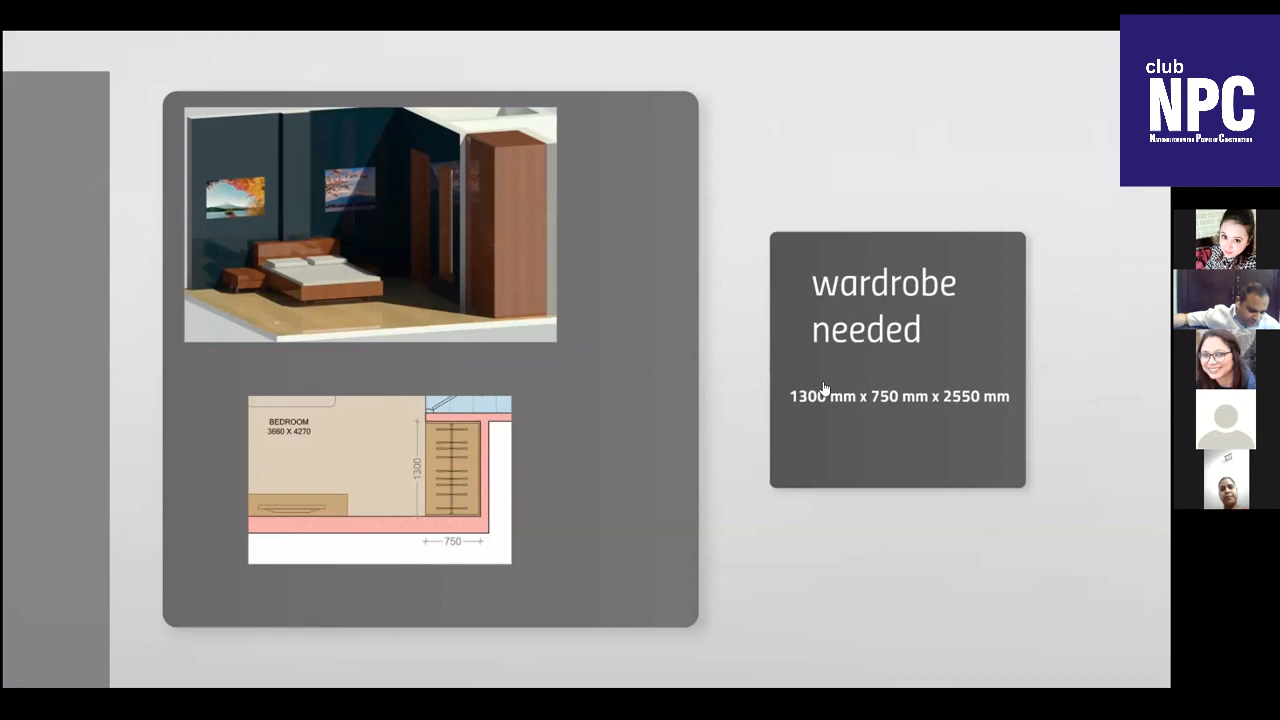 club
NPC
wardrobe
needed
1300 mm x 750 mm x 2550 mm
BEDROOM
3660 X 4270
1300
750